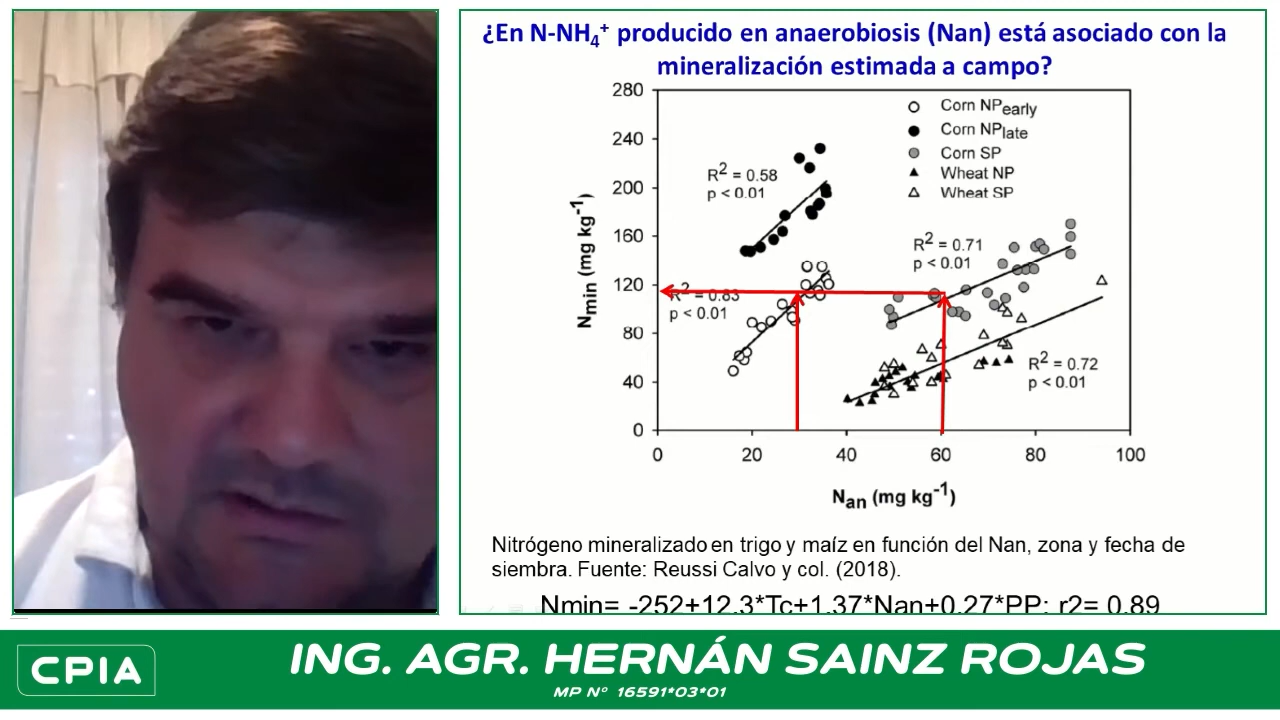 ¿En N-NH4+ producido en anaerobiosis (Nan) está asociado con la
mineralización estimada a campo?
280
240
200
160
120
80
40
0
Nmin (mg kg-1)
Corn NPearly
Corn NPlate
Corn SP
Wheat NP
Wheat SP
R2 = 0.58
p < 0.01
R2 = 0.71
p < 0.01
R2 = 0.83
p < 0.01
R2 = 0.72
p < 0.01
0 20 40 60 80 100
Nan (mg kg-1)
Nitrógeno mineralizado en trigo y maíz en función del Nan, zona y fecha de
siembra. Fuente: Reussi Calvo y col. (2018).
Nmin= -252+12.3*Tc+1.37*Nan+0.27*PP; r2= 0.89
CPIA
ING. AGR. HERNÁN SAINZ ROJAS
MP Nº 16591*03*01